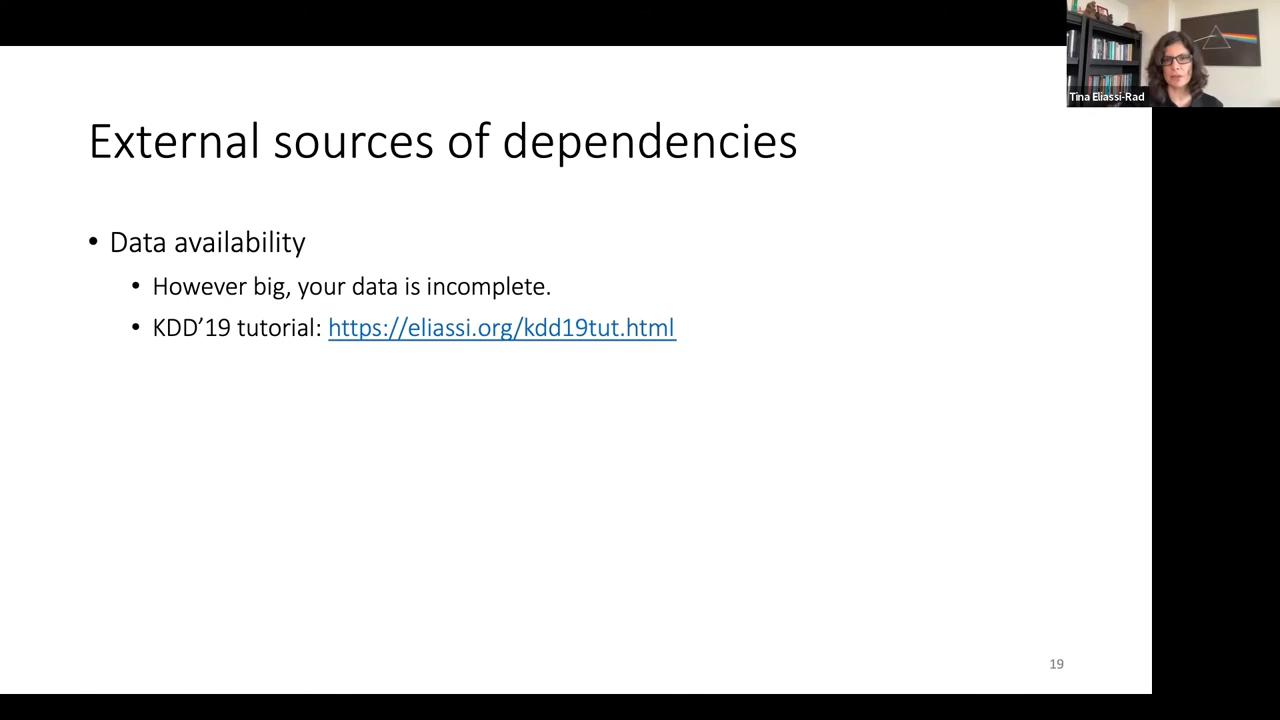 Tina Eliassi-Rad
External sources of dependencies
• Data availability
• However big, your data is incomplete.
• KDD’19 tutorial: https://eliassi.org/kdd19tut.html
19